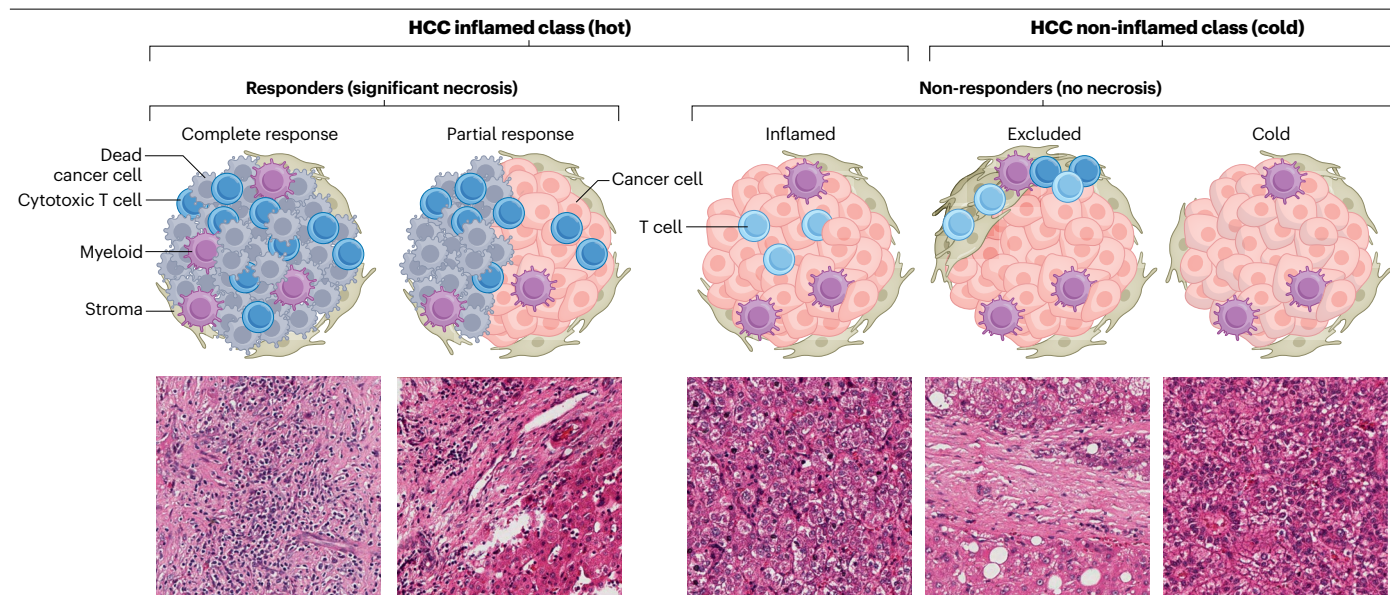 HCC inflamed class (hot)
HCC non-inflamed class (cold)
Responders (significant necrosis)
Non-responders (no necrosis)
Complete response
Partial response
Inflamed
Excluded
Cold
Dead
cancer cell
Cytotoxic T cell
Myeloid
Stroma
Cancer cell
T cell